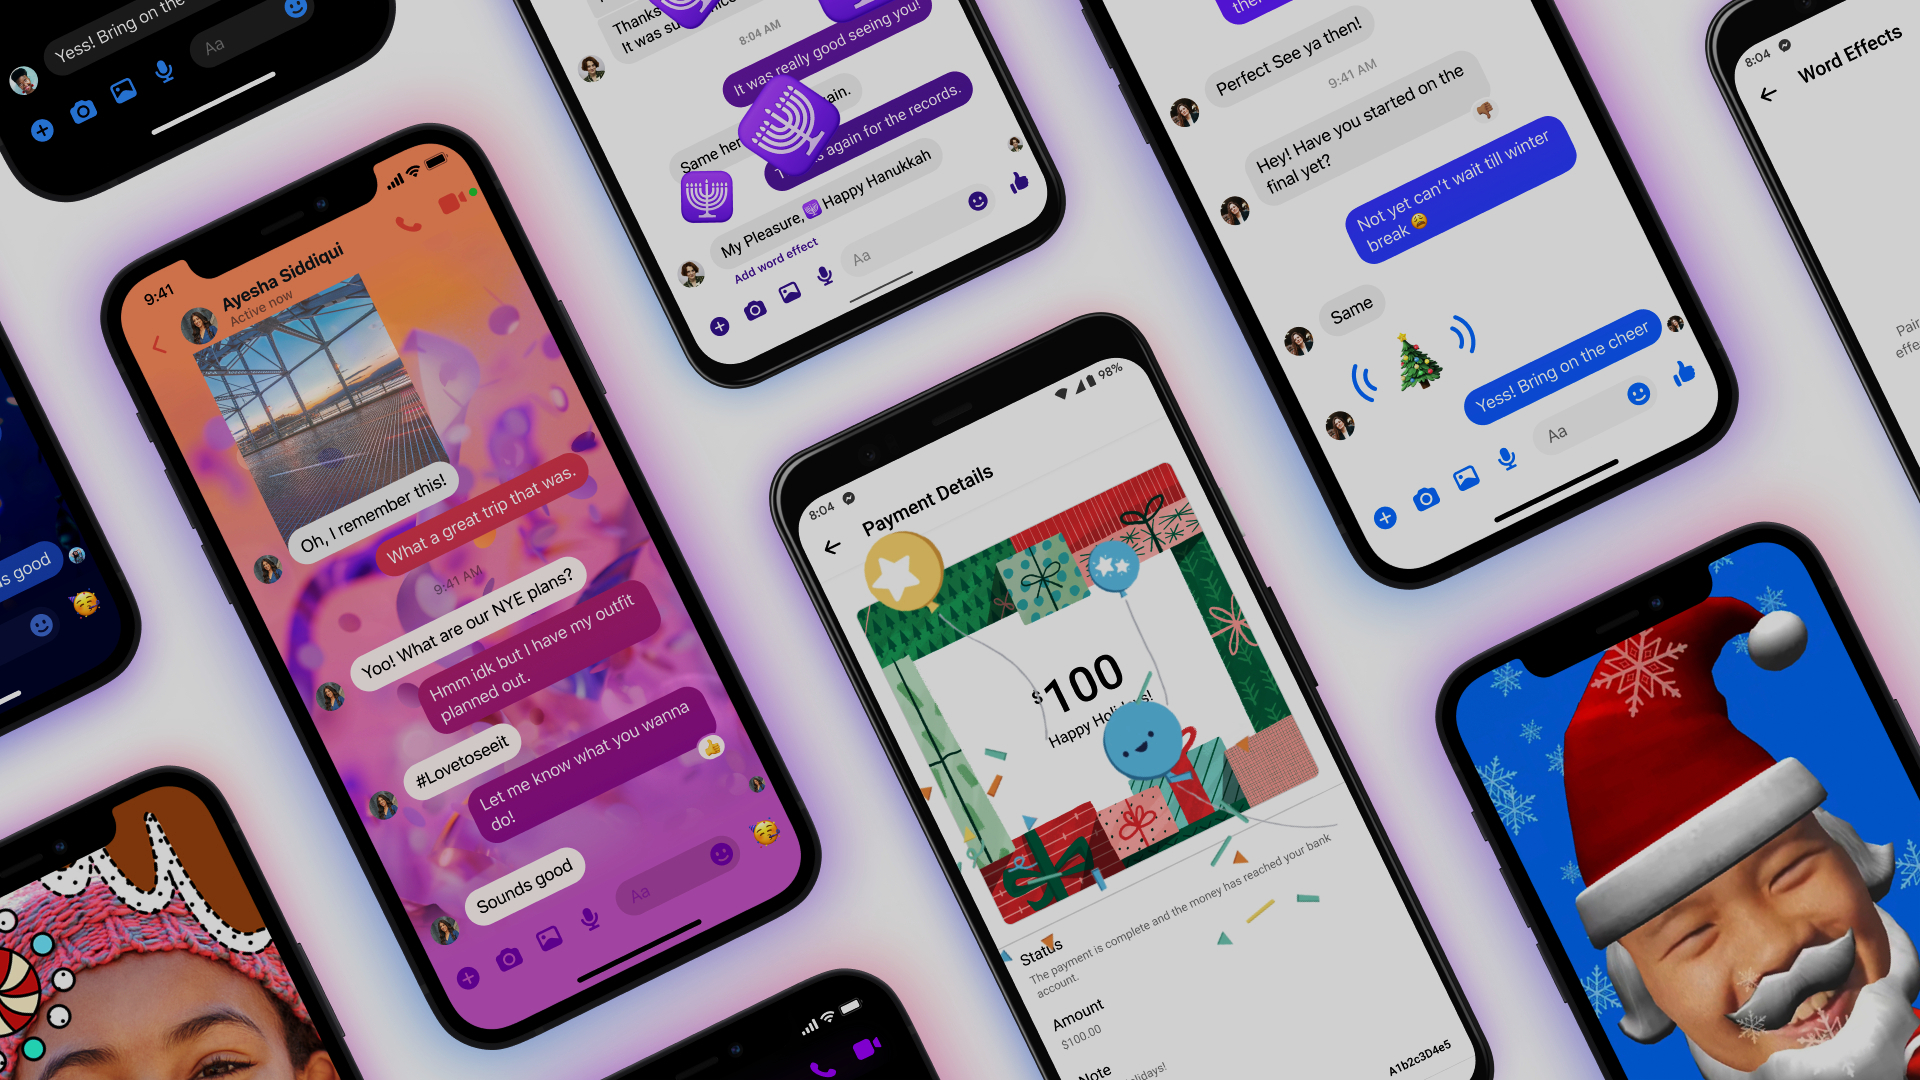 Yess! Bring on the
Aa
s good
9:41
Ayesha Siddiqui
Active now
Oh, I remember this!
What a great trip that was.
9:41 AM
Yoo! What are our NYE plans?
Hmm idk but I have my outfit
planned out.
#Lovetoseeit
Let me know what you wanna
do!
Sounds good
Aa
Thanks
It was su
8:04 AM
It was really good seeing you!
Same her
ain.
s again for the records.
My Pleasure, Happy Hanukkah
Add word effect
Aa
8:04
98%
Payment Details
$100
Happy Holi s!
Status
The payment is complete and the money has reached your bank
account.
Amount
$100.00
Note
lidays!
A1b2c3D4e5
Perfect See ya then!
9:41 AM
Hey! Have you started on the
final yet?
Not yet can't wait till winter
break
Same
Yess! Bring on the cheer
Aa
8:04
Word Effects
Pair
effe